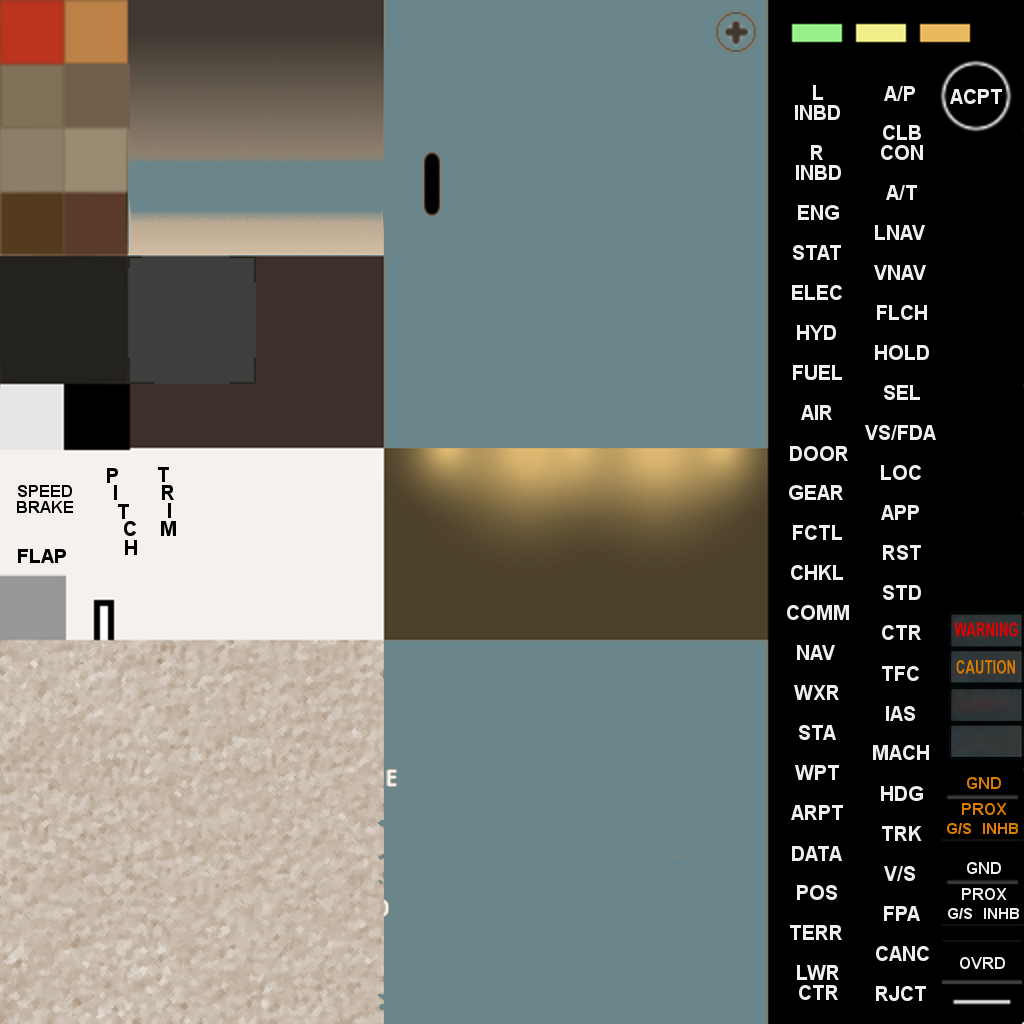 SPEED
BRAKE
FLAP
PITCH
TRIM
E
L
INBD
R
INBD
ENG
STAT
ELEC
HYD
FUEL
AIR
DOOR
GEAR
FCTL
CHKL
COMM
NAV
WXR
STA
WPT
ARPT
DATA
POS
TERR
LWR
CTR
A/P
CLB
CON
A/T
LNAV
VNAV
FLCH
HOLD
SEL
VS/FDA
LOC
APP
RST
STD
CTR
TFC
IAS
MACH
HDG
TRK
V/S
FPA
CANC
RJCT
ACPT
WARNING
CAUTION
GND
PROX
G/S INHB
GND
PROX
G/S INHB
OVRD